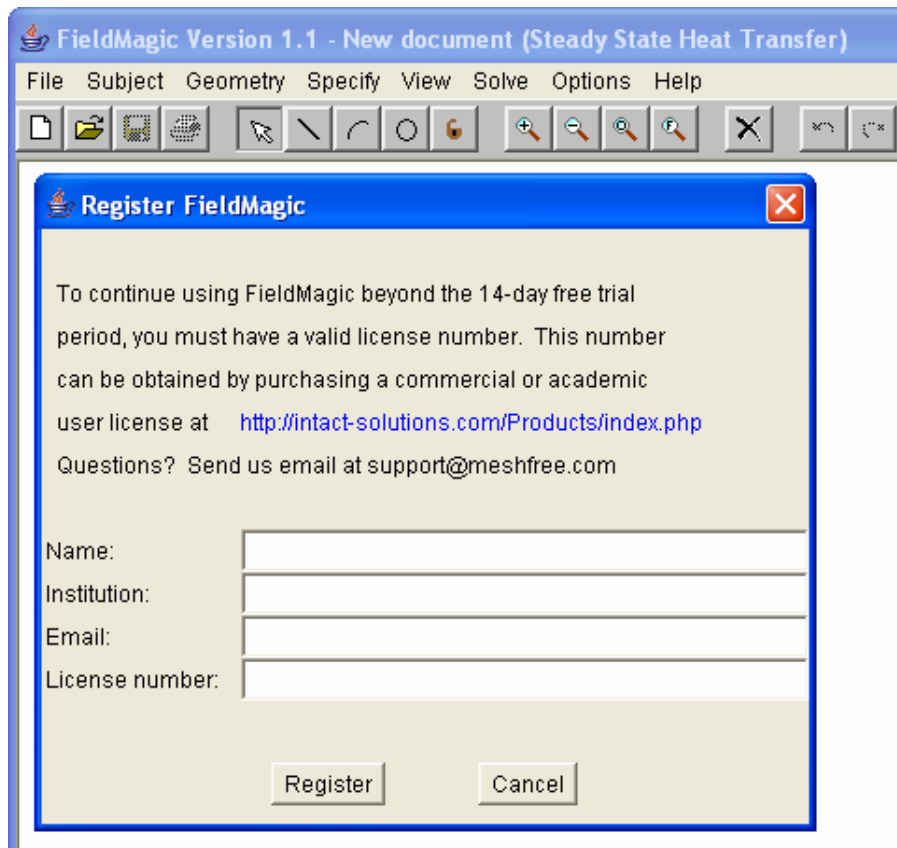 FieldMagic Version 1.1 - New document (Steady State Heat Transfer)
File Subject Geometry Specify View Solve Options Help
Register FieldMagic
To continue using FieldMagic beyond the 14-day free trial
period, you must have a valid license number. This number
can be obtained by purchasing a commercial or academic
user license at http://intact-solutions.com/Products/index.php
Questions? Send us email at support@meshfree.com
Name:
Institution:
Email:
License number:
Register Cancel